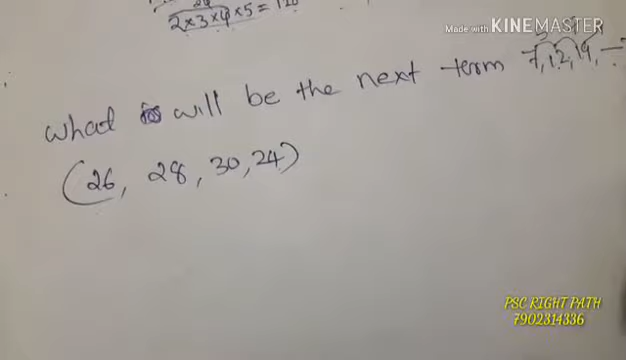 2×3×4×5=120
Made with KINEMASTER
what will be the next term 7,12,19,—?
(26, 28, 30, 24)
PSC RIGHT PATH
7902314336